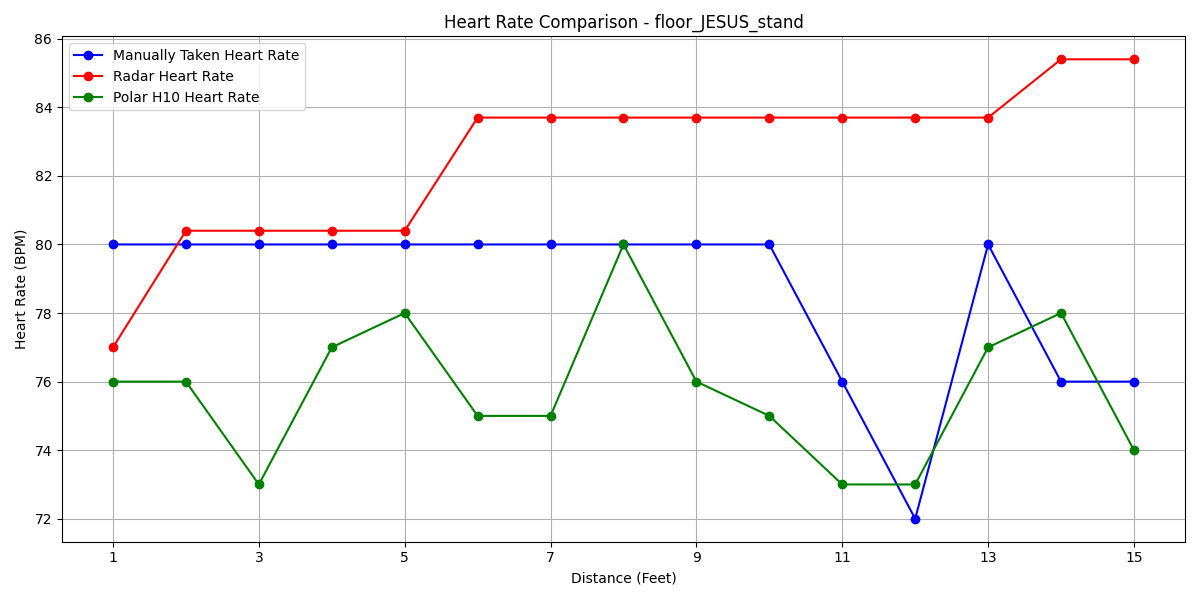 Heart Rate Comparison - floor_JESUS_stand
86
84
82
80
78
76
74
72
Heart Rate (BPM)
Manually Taken Heart Rate
Radar Heart Rate
Polar H10 Heart Rate
1 3 5 7 9 11 13 15
Distance (Feet)